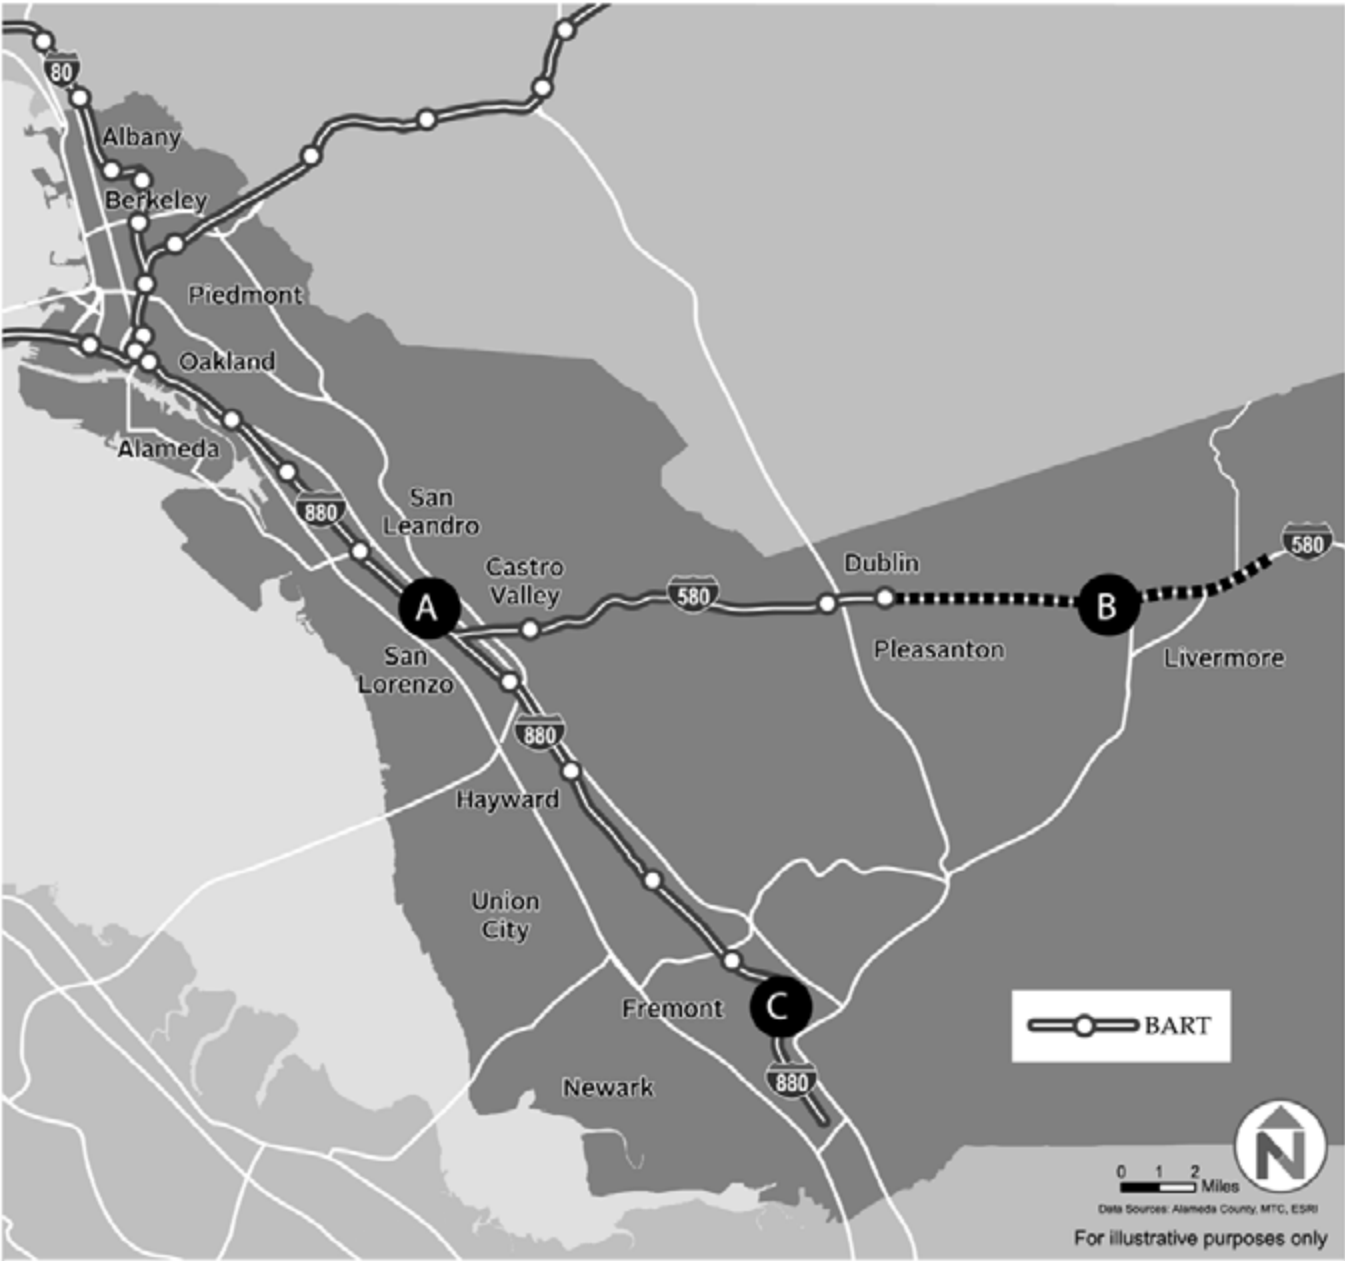 80
Albany
Berkeley
Piedmont
Oakland
Alameda
880
San
Leandro
Castro
Valley
580
Dublin
580
A
B
San
Lorenzo
Pleasanton
Livermore
880
Hayward
Union
City
Fremont
C
BART
880
Newark
N
0 1 2
Miles
Data Sources: Alameda County, MTC, ESRI
For illustrative purposes only